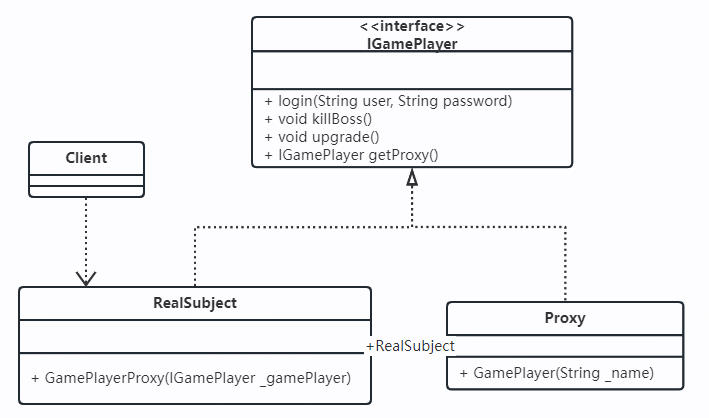 <<interface>>
IGamePlayer
+ login(String user, String password)
+ void killBoss()
+ void upgrade()
+ IGamePlayer getProxy()
Client
RealSubject
+ GamePlayerProxy(IGamePlayer _gamePlayer)
+RealSubject
Proxy
+ GamePlayer(String _name)